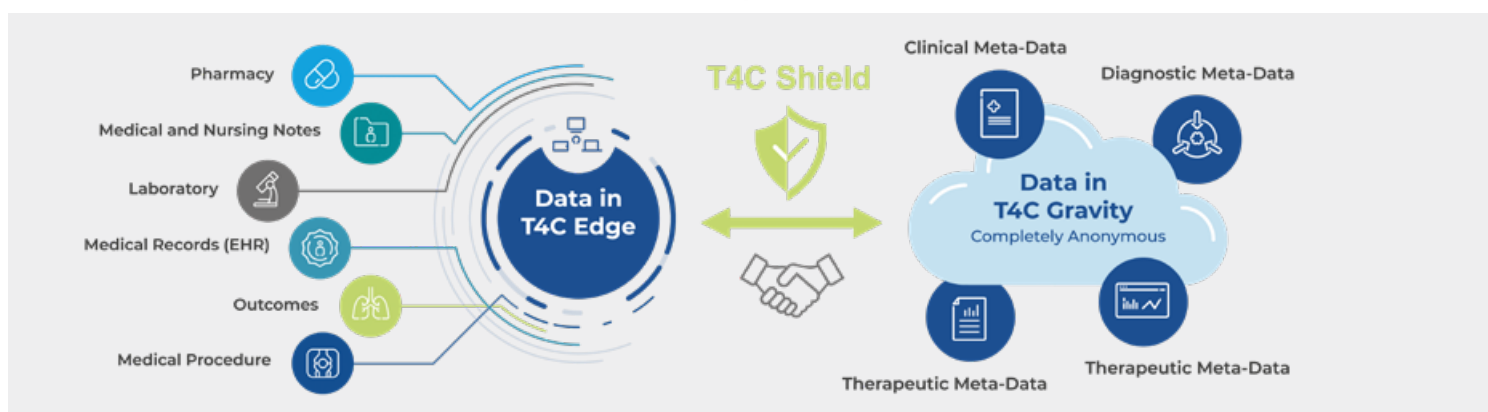 Pharmacy
Medical and Nursing Notes
Laboratory
Medical Records (EHR)
Outcomes
Medical Procedure
Data in
T4C Edge
T4C Shield
Clinical Meta-Data
Diagnostic Meta-Data
Data in
T4C Gravity
Completely Anonymous
Therapeutic Meta-Data
Therapeutic Meta-Data